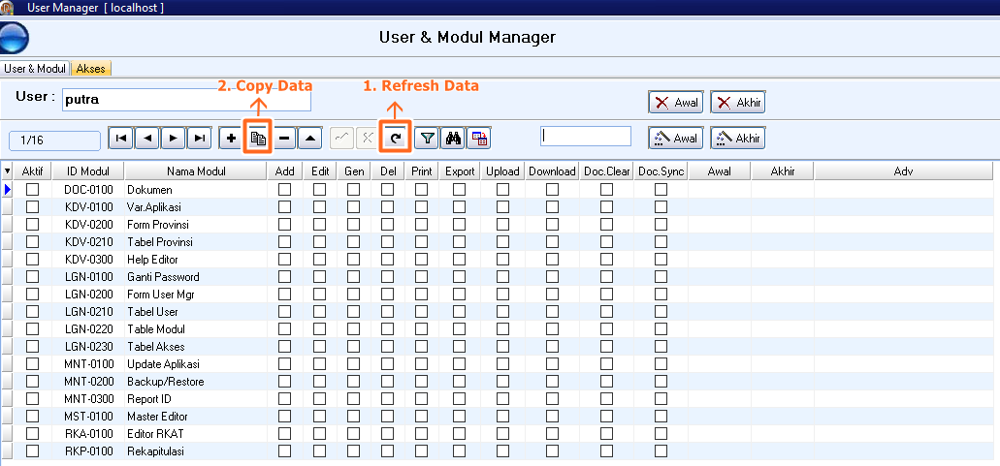 User Manager [ localhost ]
User & Modul Manager
User & Modul Akses
2. Copy Data 1. Refresh Data
User : putra Awal Akhir
1/16 Awal Akhir
Aktif ID Modul Nama Modul Add Edit Gen Del Print Export Upload Download Doc.Clear Doc.Sync Awal Akhir Adv
DOC-0100 Dokumen
KDV-0100 Var.Aplikasi
KDV-0200 Form Provinsi
KDV-0210 Tabel Provinsi
KDV-0300 Help Editor
LGN-0100 Ganti Password
LGN-0200 Form User Mgr
LGN-0210 Tabel User
LGN-0220 Table Modul
LGN-0230 Tabel Akses
MNT-0100 Update Aplikasi
MNT-0200 Backup/Restore
MNT-0300 Report ID
MST-0100 Master Editor
RKA-0100 Editor RKAT
RKP-0100 Rekapitulasi